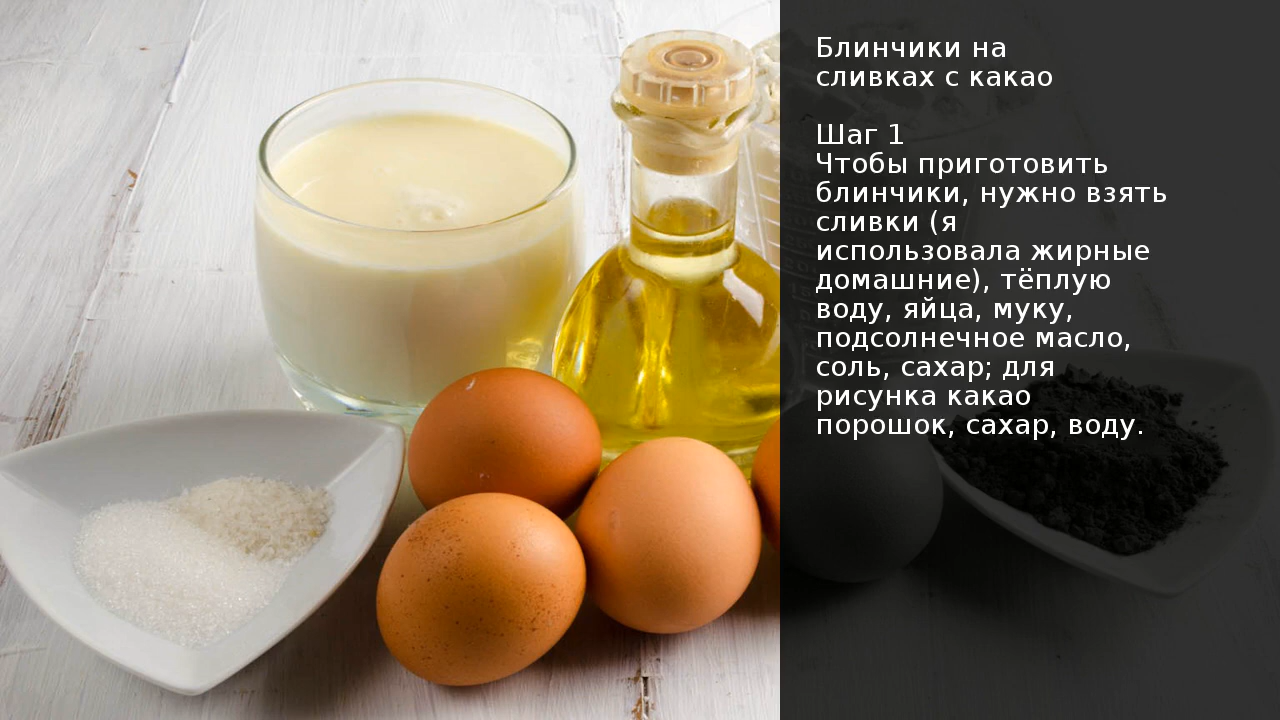 Блинчики на
сливках с какао
Шаг 1
Чтобы приготовить
блинчики, нужно взять
сливки (я
использовала жирные
домашние), тёплую
воду, яйца, муку,
подсолнечное масло,
соль, сахар; для
рисунка какао
порошок, сахар, воду.